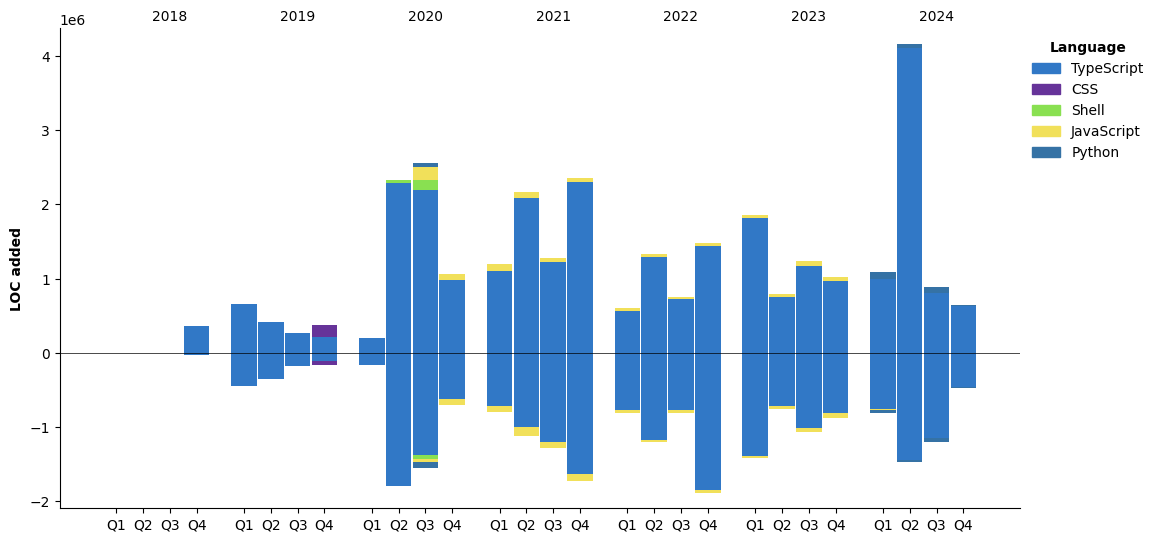 1e6
2018 2019 2020 2021 2022 2023 2024
Language
TypeScript
CSS
Shell
JavaScript
Python
LOC added
4
3
2
1
0
−1
−2
Q1 Q2 Q3 Q4 Q1 Q2 Q3 Q4 Q1 Q2 Q3 Q4 Q1 Q2 Q3 Q4 Q1 Q2 Q3 Q4 Q1 Q2 Q3 Q4 Q1 Q2 Q3 Q4